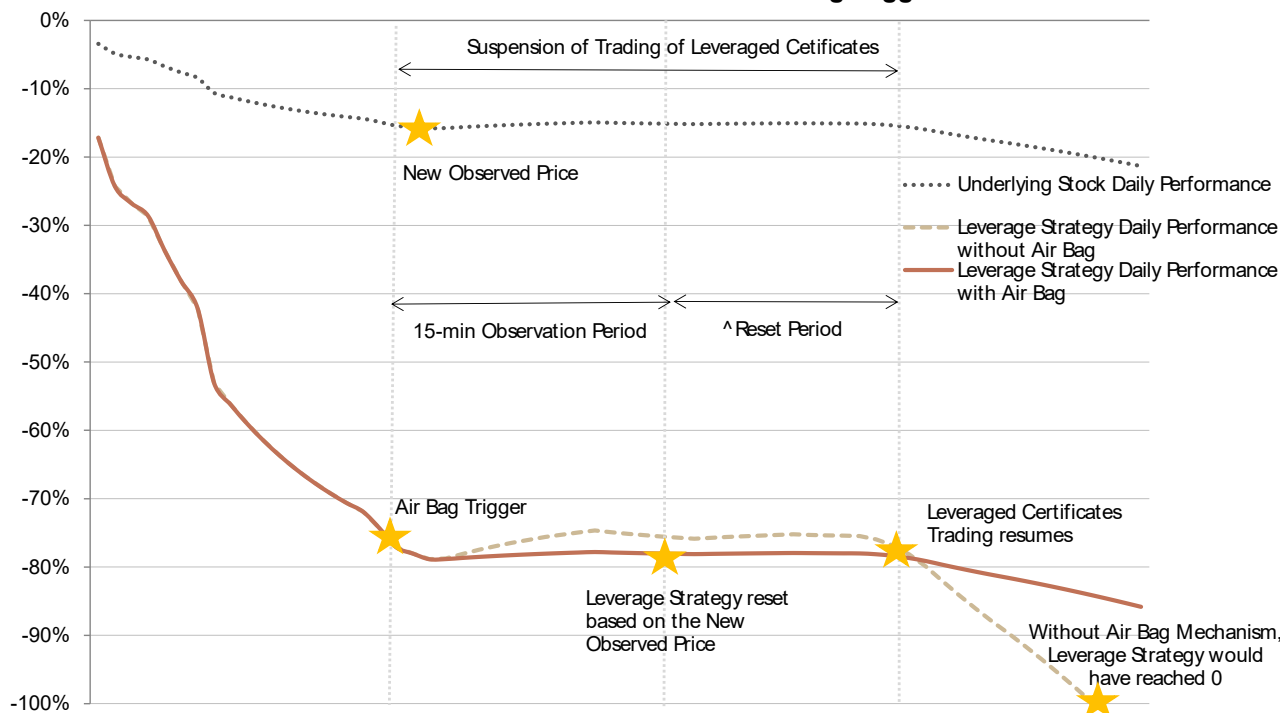 0%
Suspension of Trading of Leveraged Cetificates
-10%
New Observed Price
-20%
Underlying Stock Daily Performance
-30%
Leverage Strategy Daily Performance
without Air Bag
Leverage Strategy Daily Performance
with Air Bag
-40%
15-min Observation Period
^Reset Period
-50%
-60%
-70%
Air Bag Trigger
Leveraged Certificates
Trading resumes
-80%
Leverage Strategy reset
based on the New
Observed Price
-90%
Without Air Bag Mechanism,
Leverage Strategy would
have reached 0
-100%